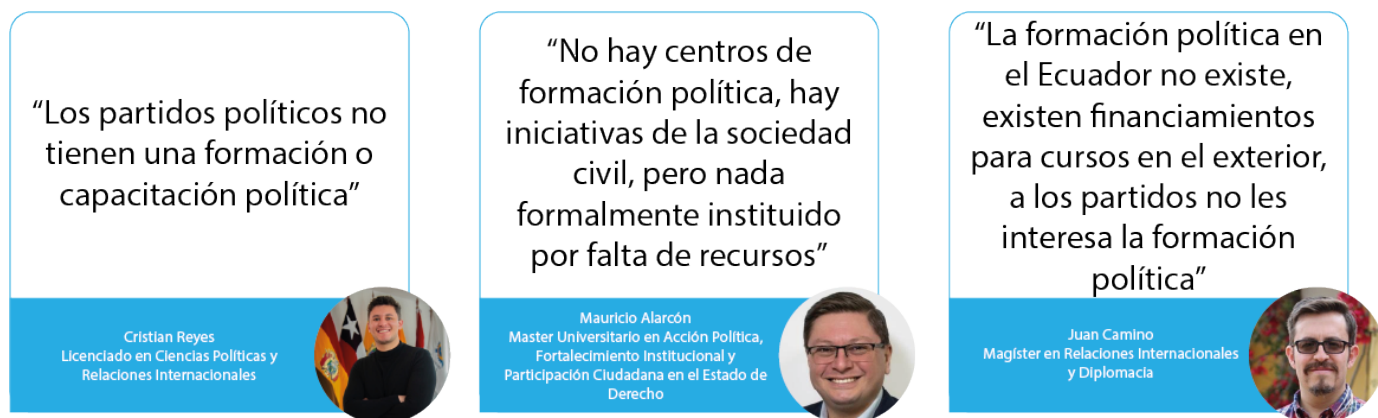 “Los partidos políticos no
tienen una formación o
capacitación política”
Cristian Reyes
Licenciado en Ciencias Políticas y
Relaciones Internacionales
“No hay centros de
formación política, hay
iniciativas de la sociedad
civil, pero nada
formalmente instituido
por falta de recursos”
Mauricio Alarcón
Master Universitario en Acción Política,
Fortalecimiento Institucional y
Participación Ciudadana en el Estado de
Derecho
“La formación política en
el Ecuador no existe,
existen financiamientos
para cursos en el exterior,
a los partidos no les
interesa la formación
política”
Juan Camino
Magíster en Relaciones Internacionales
y Diplomacia